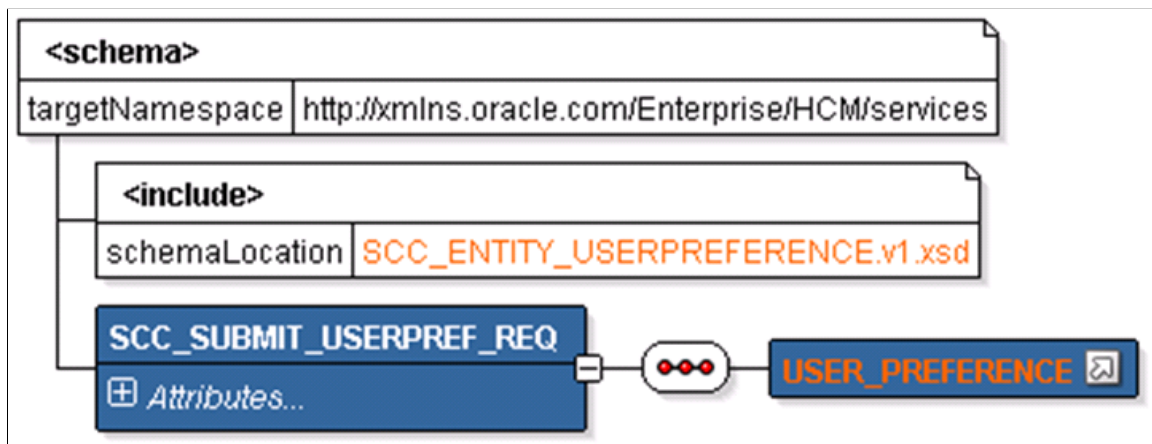 <schema>
targetNamespace http://xmlns.oracle.com/Enterprise/HCM/services
<include>
schemaLocation SCC_ENTITY_USERPREFERENCE.v1.xsd
SCC_SUBMIT_USERPREF_REQ
Attributes...
USER_PREFERENCE